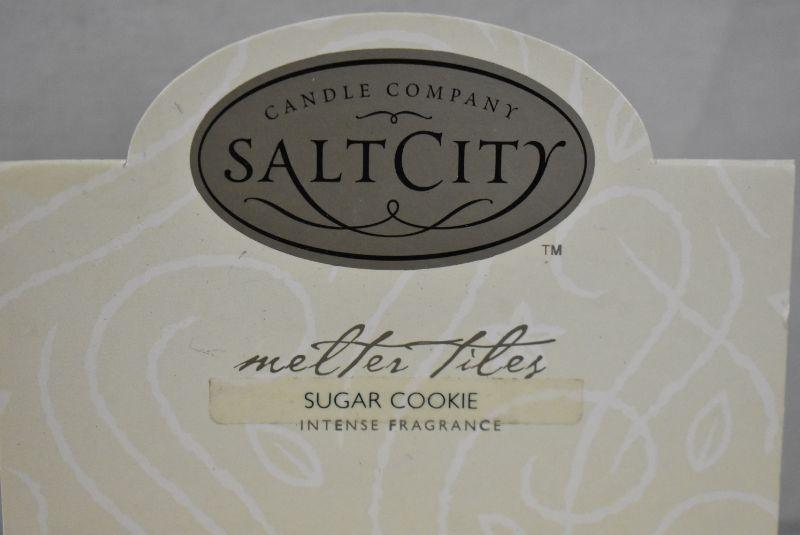 CANDLE COMPANY
SALTCITY
TM
melter tiles
SUGAR COOKIE
INTENSE FRAGRANCE